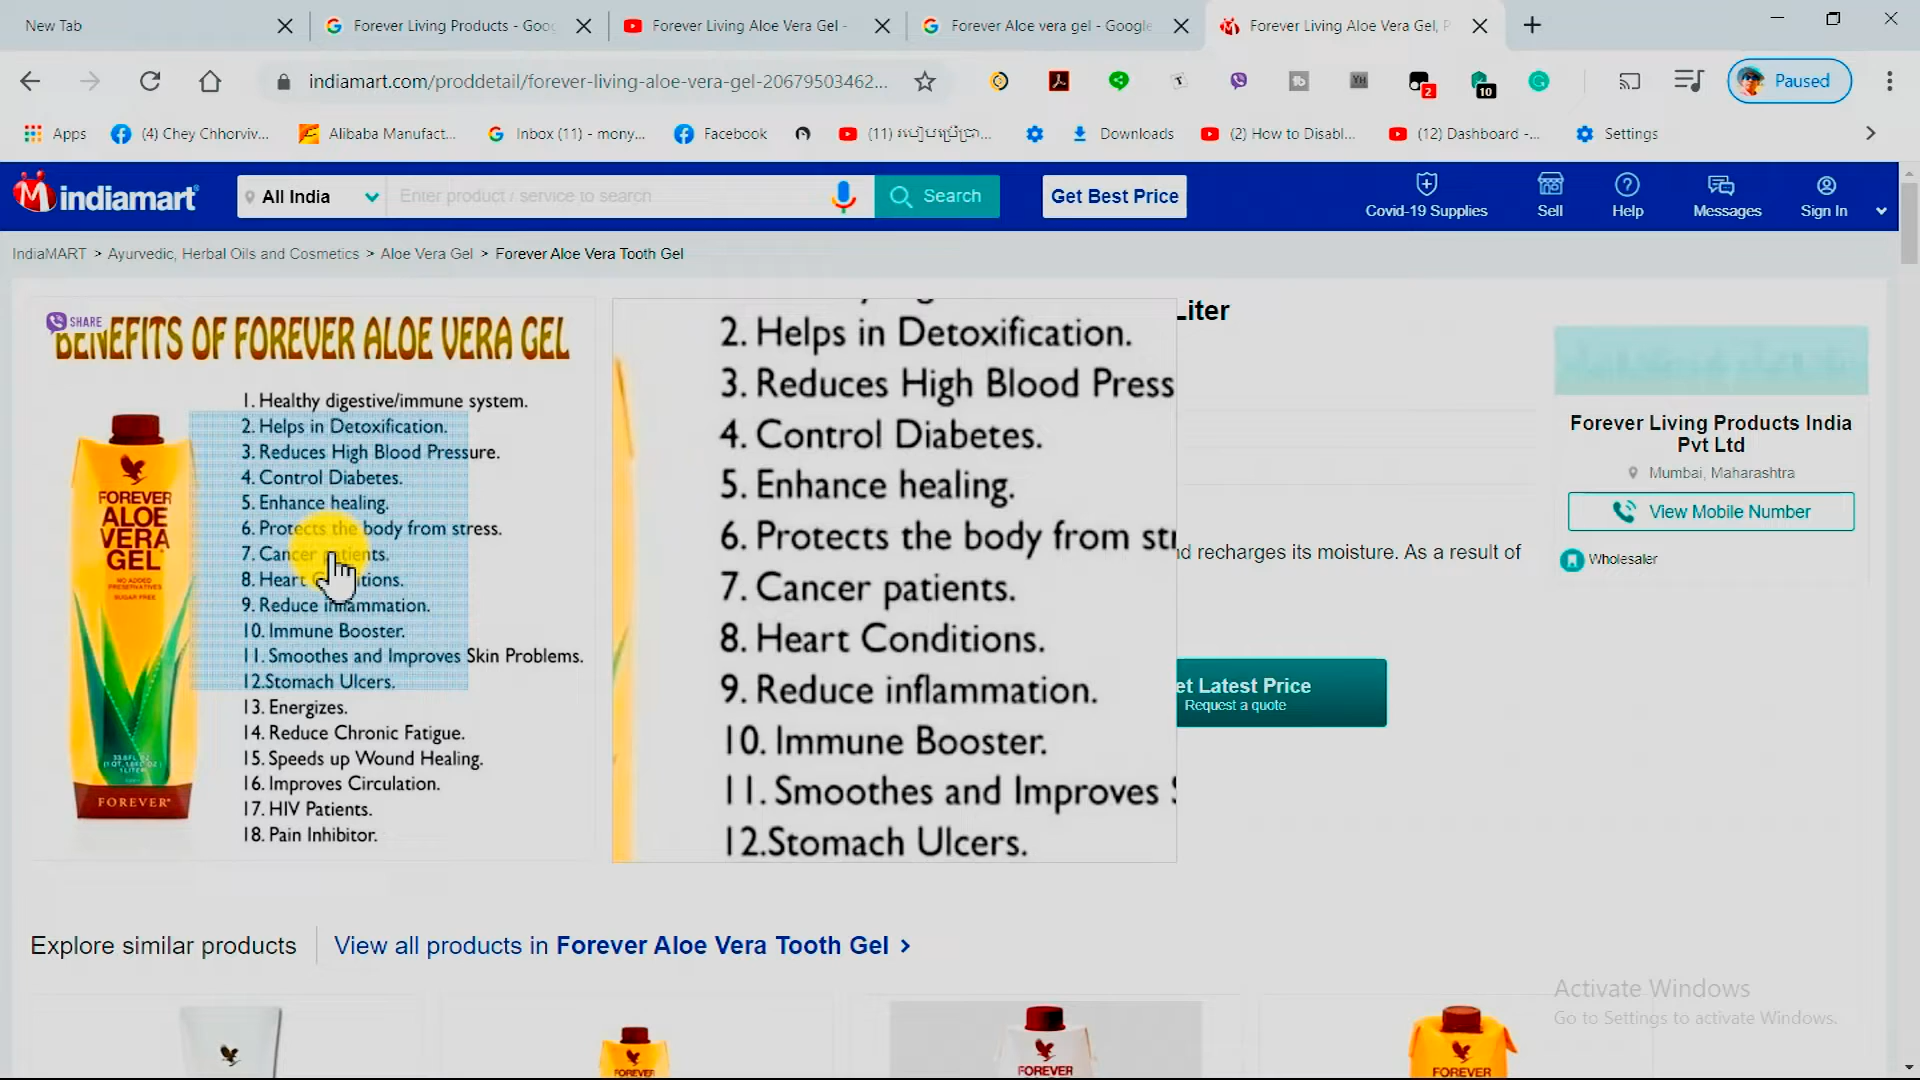 New Tab
Forever Living Products - Goo
Forever Living Aloe Vera Gel -
Forever Aloe vera gel - Google
Forever Living Aloe Vera Gel, P
indiamart.com/proddetail/forever-living-aloe-vera-gel-20679503462...
2
10
Paused
Apps
(4) Chey Chhorviv...
Alibaba Manufact...
Inbox (11) - mony...
Facebook
Downloads
(2) How to Disabl...
(12) Dashboard -...
Settings
indiamart
All India
Enter product / service to search
Search
Get Best Price
Covid-19 Supplies
Sell
Help
Messages
Sign In
IndiaMART > Ayurvedic, Herbal Oils and Cosmetics > Aloe Vera Gel > Forever Aloe Vera Tooth Gel
SHARE
BENEFITS OF FOREVER ALOE VERA GEL
1. Healthy digestive/immune system.
2. Helps in Detoxification.
3. Reduces High Blood Pressure.
4. Control Diabetes.
5. Enhance healing.
6. Protects the body from stress.
7. Cancer patients.
8. Heart
9. Reduce inflammation.
10. Immune Booster.
11. Smoothes and Improves Skin Problems.
12.Stomach Ulcers.
13. Energizes.
14. Reduce Chronic Fatigue.
15. Speeds up Wound Healing.
16. Improves Circulation.
17. HIV Patients.
18. Pain Inhibitor.
FOREVER
ALOE
VERA
GEL
NO ADDED
PRESERVATIVES
SUGAR FREE
FOREVER
2. Helps in Detoxification.
3. Reduces High Blood Press
4. Control Diabetes.
5. Enhance healing.
6. Protects the body from str
7. Cancer patients.
8. Heart Conditions.
9. Reduce inflammation.
10. Immune Booster.
11. Smoothes and Improves
12.Stomach Ulcers.
Liter
d recharges its moisture. As a result of
et Latest Price
Request a quote
Forever Living Products India
Pvt Ltd
Mumbai, Maharashtra
View Mobile Number
Wholesaler
Explore similar products
View all products in Forever Aloe Vera Tooth Gel >
Activate Windows
Go to Settings to activate Windows.
FOREVER
FOREVER
FOREVER